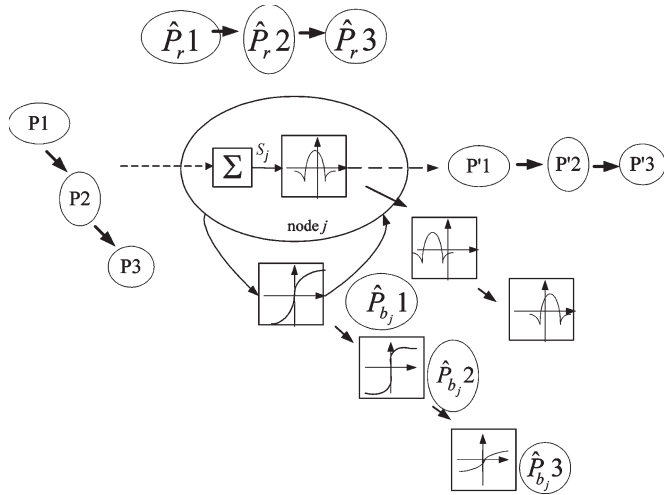 P̂r1 P̂r2 P̂r3
P1
P2
P3
Σ Sj
node j
P'1 P'2 P'3
P̂bj1
P̂bj2
P̂bj3